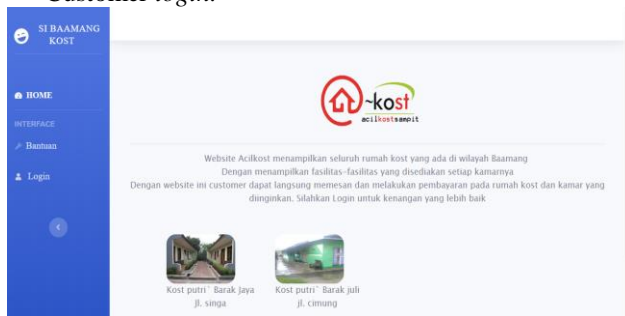 Customer login.
SI BAAMANG
KOST
HOME
INTERFACE
Bantuan
Login
-kost
acilkostsampit
Website Acilkost menampilkan seluruh rumah kost yang ada di wilayah Baamang
Dengan menampilkan fasilitas-fasilitas yang disediakan setiap kamarnya
Dengan website ini customer dapat langsung memesan dan melakukan pembayaran pada rumah kost dan kamar yang
diinginkan. Silahkan Login untuk kenangan yang lebih baik
Kost putri` Barak Jaya
Jl. singa
Kost putri` Barak juli
jl. cimung